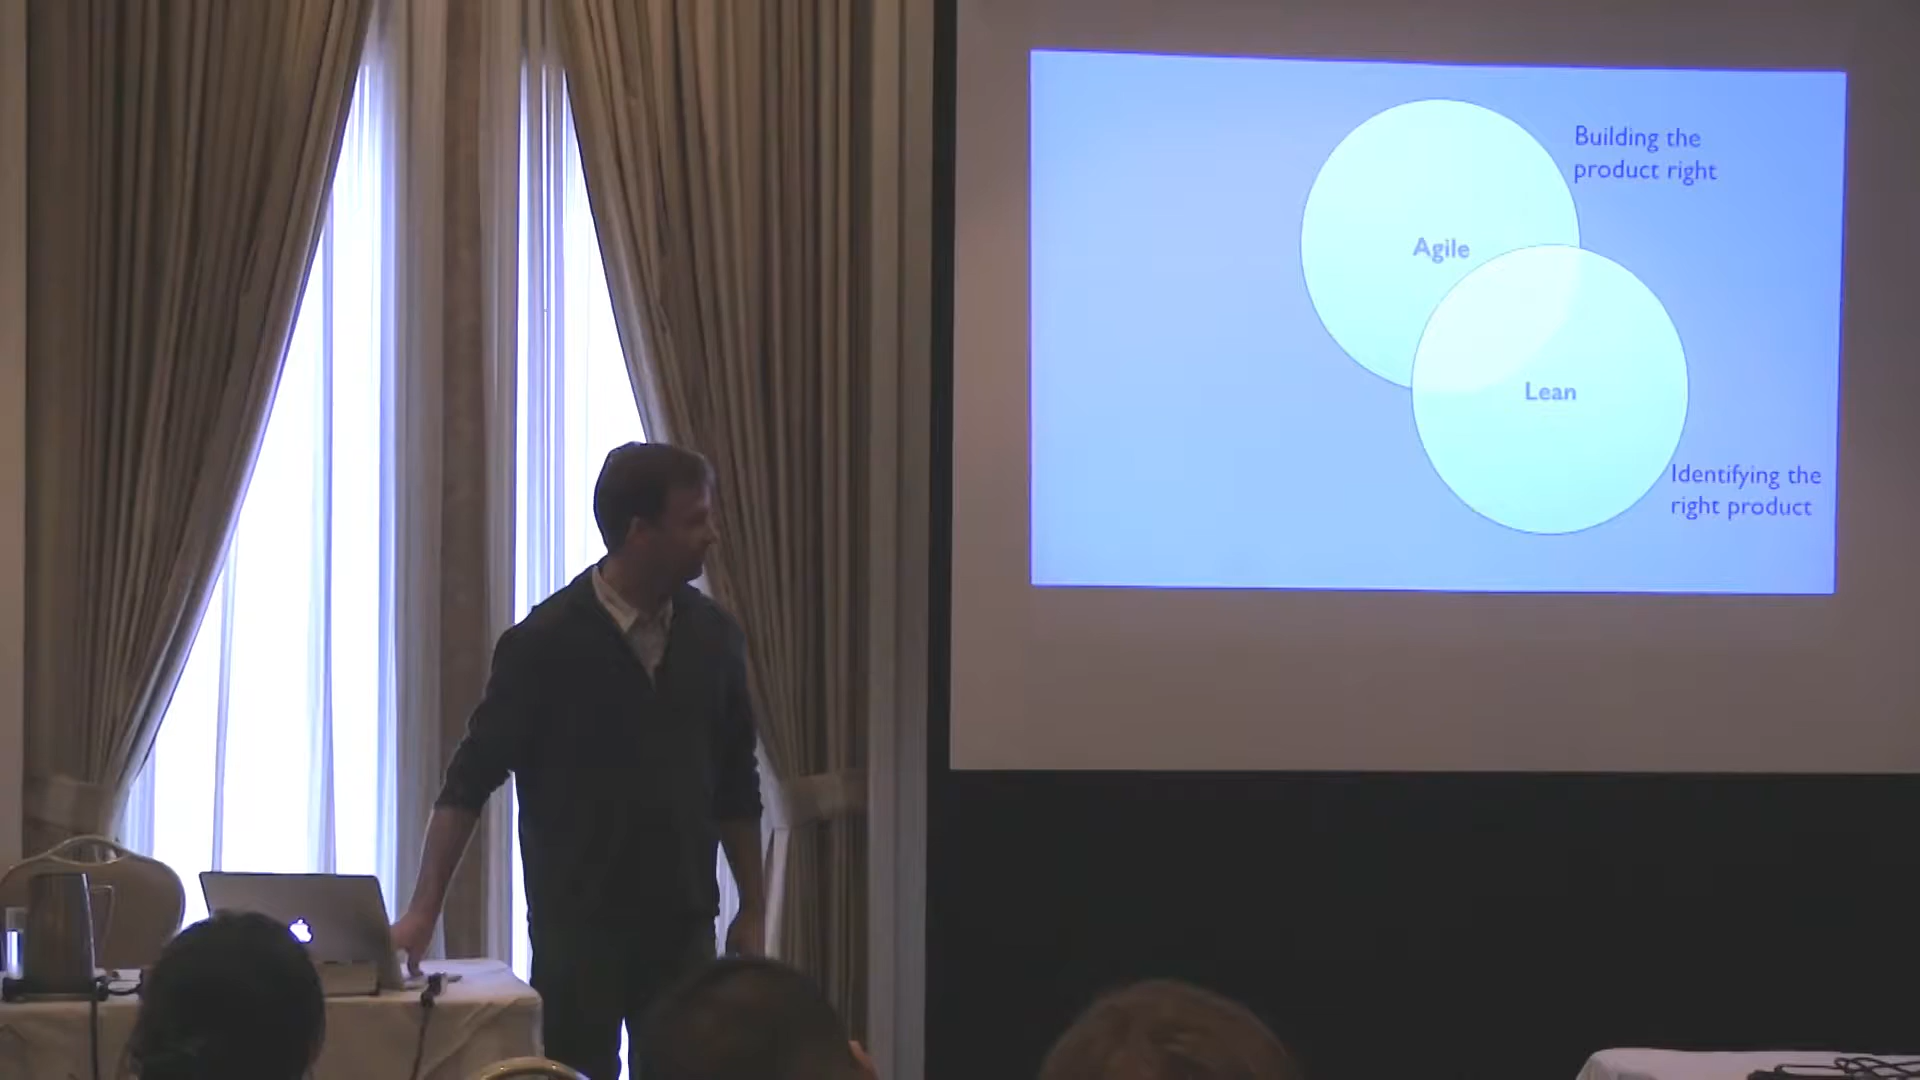 Building the
product right
Agile
Lean
Identifying the
right product